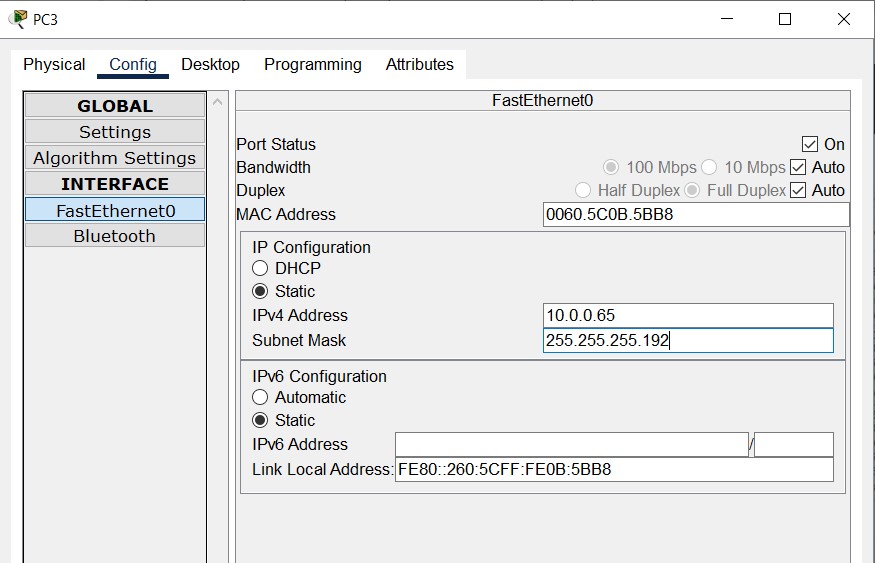 PC3
Physical Config Desktop Programming Attributes
GLOBAL
Settings
Algorithm Settings
INTERFACE
FastEthernet0
Bluetooth
FastEthernet0
Port Status On
Bandwidth 100 Mbps 10 Mbps Auto
Duplex Half Duplex Full Duplex Auto
MAC Address 0060.5C0B.5BB8
IP Configuration
DHCP
Static
IPv4 Address 10.0.0.65
Subnet Mask 255.255.255.192
IPv6 Configuration
Automatic
Static
IPv6 Address /
Link Local Address: FE80::260:5CFF:FE0B:5BB8